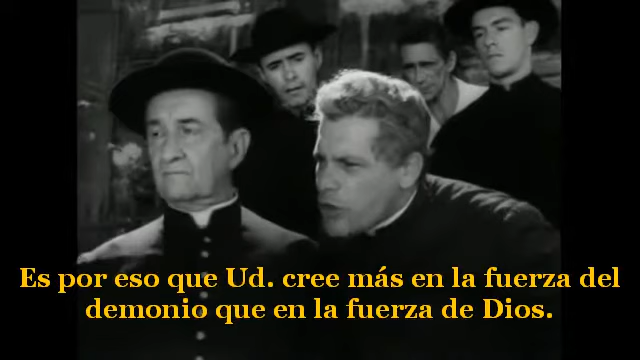 Es por eso que Ud. cree más en la fuerza del
demonio que en la fuerza de Dios.